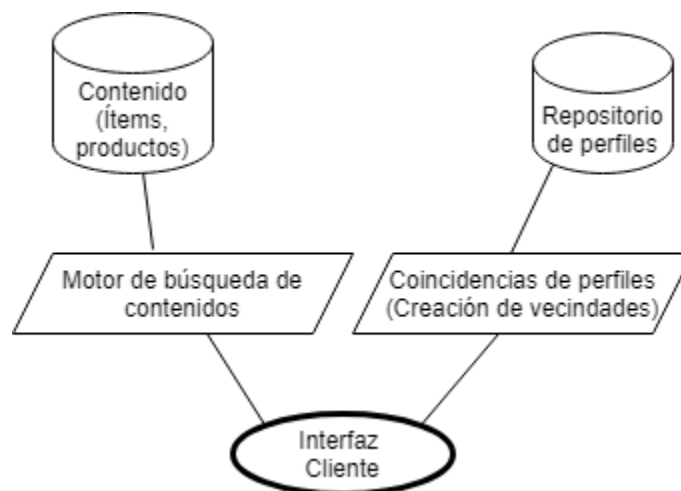 Contenido
(Ítems,
productos)
Repositorio
de perfiles
Motor de búsqueda de
contenidos
Coincidencias de perfiles
(Creación de vecindades)
Interfaz
Cliente